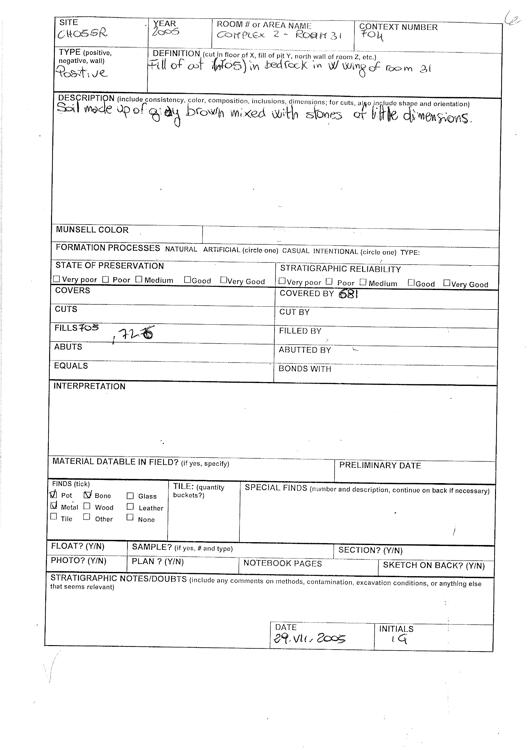 6
SITE YEAR ROOM # or AREA NAME CONTEXT NUMBER
CHOSSR 2005 COMPLEX 2 - ROOM 31 704
TYPE (positive, negative, wall) DEFINITION (cut in floor of X, fill of pit Y, north wall of room Z, etc.)
Positive Fill of cut (705) in bedrock in W wing of room 31
DESCRIPTION (include consistency, color, composition, inclusions, dimensions; for cuts, also include shape and orientation)
Soil made up of brown mixed with stones of little dimensions.
MUNSELL COLOR
FORMATION PROCESSES NATURAL ARTIFICIAL (circle one) CASUAL INTENTIONAL (circle one) TYPE:
STATE OF PRESERVATION STRATIGRAPHIC RELIABILITY
☐ Very poor ☐ Poor ☐ Medium ☐ Good ☐ Very Good ☐ Very poor ☐ Poor ☐ Medium ☐ Good ☐ Very Good
COVERS COVERED BY 681
CUTS CUT BY
FILLS 705, 726 FILLED BY
ABUTS ABUTTED BY
EQUALS BONDS WITH
INTERPRETATION
MATERIAL DATABLE IN FIELD? (if yes, specify) PRELIMINARY DATE
FINDS (tick) TILE: (quantity buckets?) SPECIAL FINDS (number and description, continue on back if necessary)
☑ Pot ☑ Bone ☐ Glass
☑ Metal ☐ Wood ☐ Leather
☐ Tile ☐ Other ☐ None
FLOAT? (Y/N) SAMPLE? (if yes, # and type) SECTION? (Y/N)
PHOTO? (Y/N) PLAN ? (Y/N) NOTEBOOK PAGES SKETCH ON BACK? (Y/N)
STRATIGRAPHIC NOTES/DOUBTS (include any comments on methods, contamination, excavation conditions, or anything else
that seems relevant)
DATE INITIALS
29.VII.2005 IG